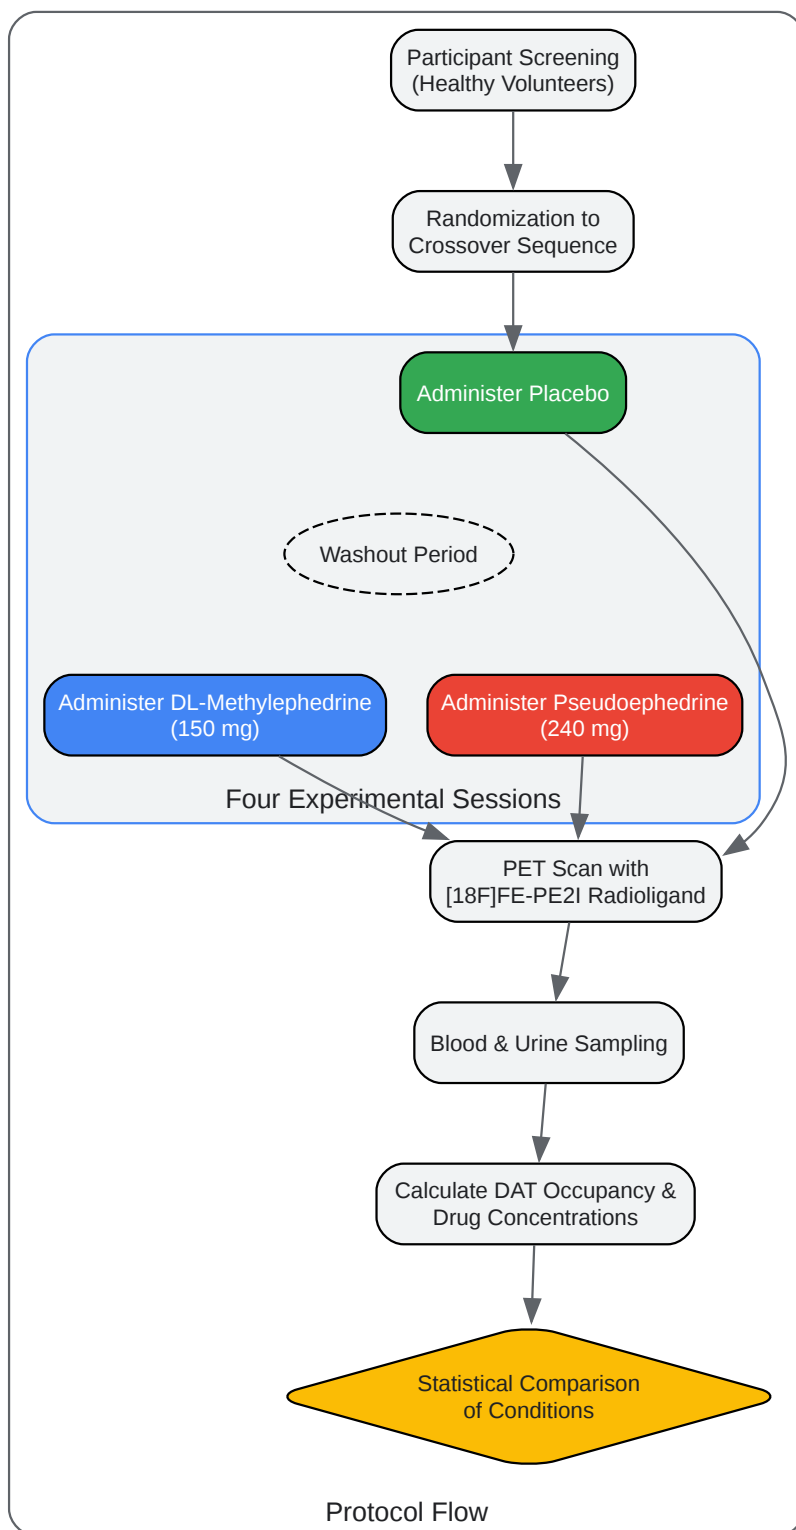 Participant Screening
(Healthy Volunteers)
Randomization to
Crossover Sequence
Administer Placebo
Washout Period
Administer DL-Methylephedrine
(150 mg)
Administer Pseudoephedrine
(240 mg)
Four Experimental Sessions
PET Scan with
[18F]FE-PE2I Radioligand
Blood & Urine Sampling
Calculate DAT Occupancy &
Drug Concentrations
Statistical Comparison
of Conditions
Protocol Flow